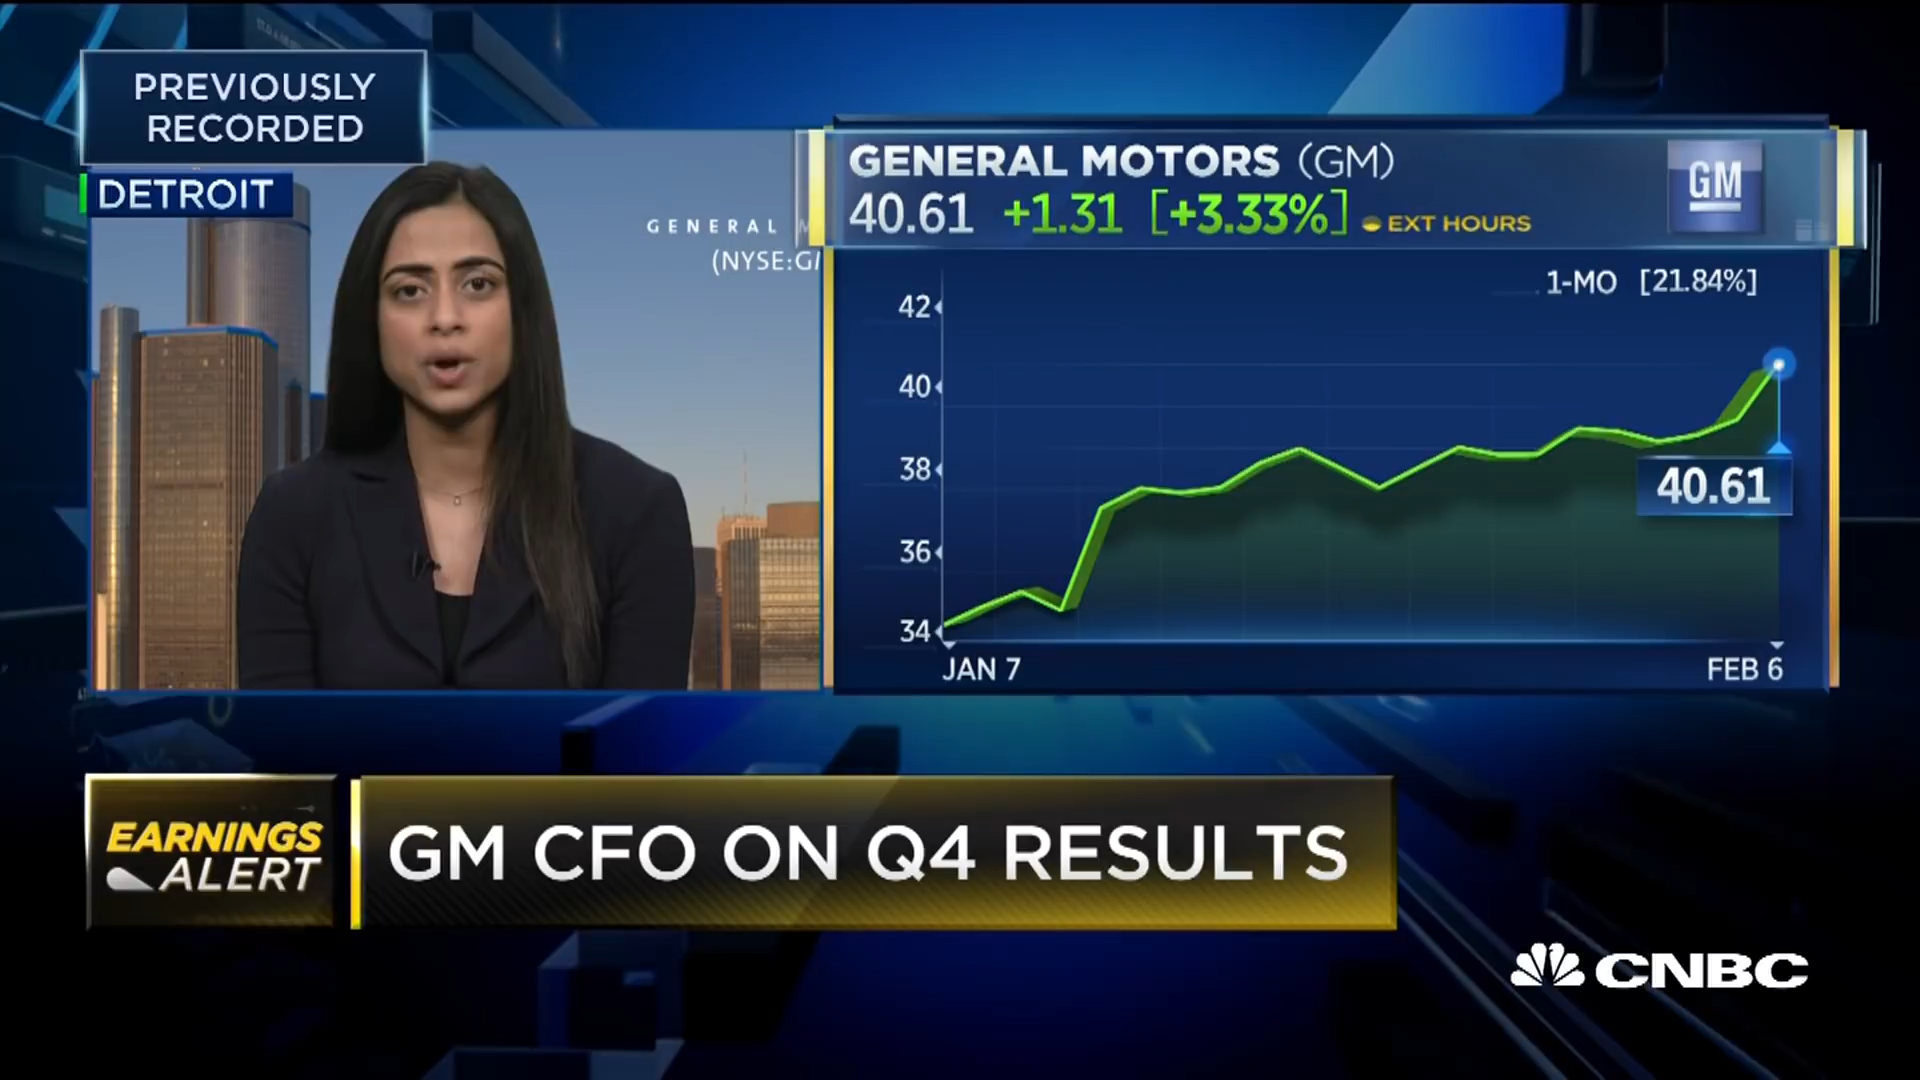 PREVIOUSLY
RECORDED
DETROIT
GENERAL
(NYSE:G
GENERAL MOTORS (GM)
40.61 +1.31 [+3.33%] EXT HOURS
GM
1-MO [21.84%]
42
40
38
36
34
40.61
JAN 7
FEB 6
EARNINGS
ALERT
GM CFO ON Q4 RESULTS
CNBC